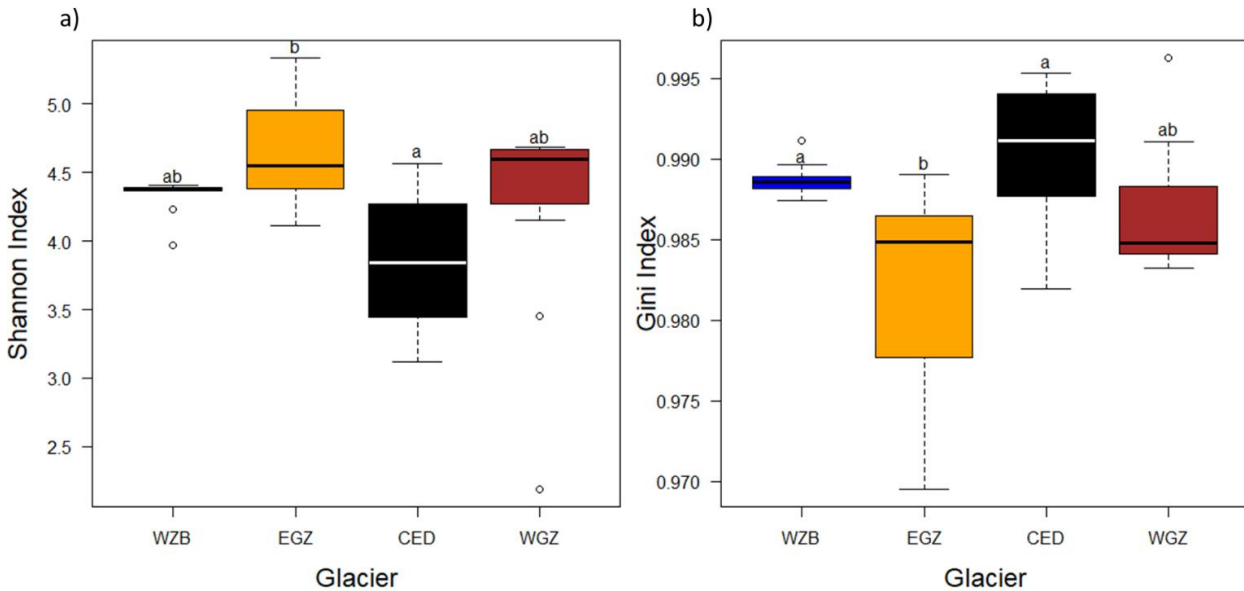 a)
b)
Shannon Index
5.0
4.5
4.0
3.5
3.0
2.5
ab
b
a
ab
WZB
EGZ
CED
WGZ
Glacier
Gini Index
0.995
0.990
0.985
0.980
0.975
0.970
a
b
a
ab
WZB
EGZ
CED
WGZ
Glacier